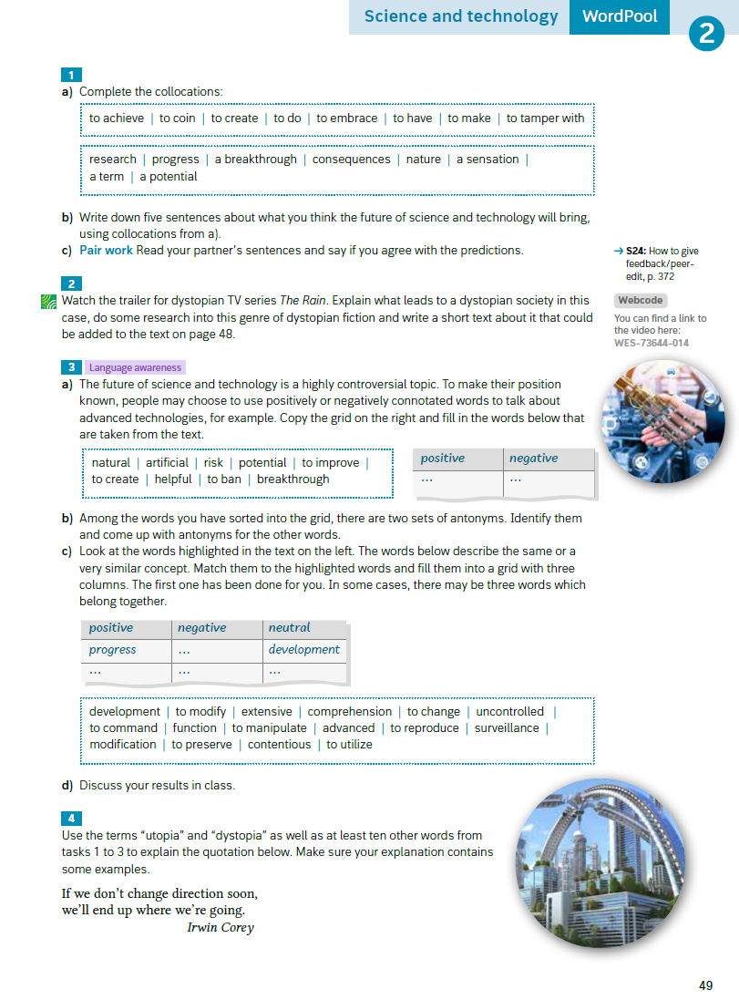 Science and technology WordPool
2
1
a) Complete the collocations:
to achieve | to coin | to create | to do | to embrace | to have | to make | to tamper with
research | progress | a breakthrough | consequences | nature | a sensation |
a term | a potential
b) Write down five sentences about what you think the future of science and technology will bring,
using collocations from a).
c) Pair work Read your partner's sentences and say if you agree with the predictions.
→ S24: How to give
feedback/peer-
edit, p. 372
2
Watch the trailer for dystopian TV series The Rain. Explain what leads to a dystopian society in this
case, do some research into this genre of dystopian fiction and write a short text about it that could
be added to the text on page 48.
Webcode
You can find a link to
the video here:
WES-73644-014
3 Language awareness
a) The future of science and technology is a highly controversial topic. To make their position
known, people may choose to use positively or negatively connotated words to talk about
advanced technologies, for example. Copy the grid on the right and fill in the words below that
are taken from the text.
natural | artificial | risk | potential | to improve |
to create | helpful | to ban | breakthrough
positive negative
... ...
b) Among the words you have sorted into the grid, there are two sets of antonyms. Identify them
and come up with antonyms for the other words.
c) Look at the words highlighted in the text on the left. The words below describe the same or a
very similar concept. Match them to the highlighted words and fill them into a grid with three
columns. The first one has been done for you. In some cases, there may be three words which
belong together.
positive negative neutral
progress ... development
... ... ...
development | to modify | extensive | comprehension | to change | uncontrolled |
to command | function | to manipulate | advanced | to reproduce | surveillance |
modification | to preserve | contentious | to utilize
d) Discuss your results in class.
4
Use the terms "utopia" and "dystopia" as well as at least ten other words from
tasks 1 to 3 to explain the quotation below. Make sure your explanation contains
some examples.
If we don't change direction soon,
we'll end up where we're going.
Irwin Corey
49